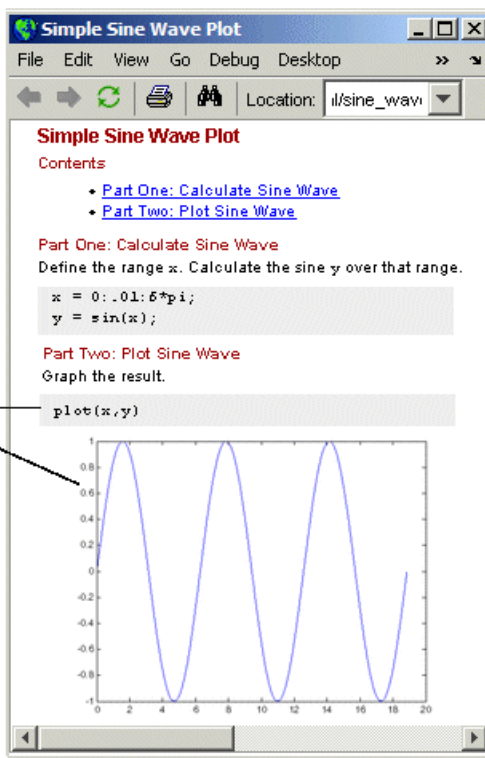 Simple Sine Wave Plot
File Edit View Go Debug Desktop »
Location: il/sine_wave
Simple Sine Wave Plot
Contents
• Part One: Calculate Sine Wave
• Part Two: Plot Sine Wave
Part One: Calculate Sine Wave
Define the range x. Calculate the sine y over that range.
x = 0:.01:6*pi;
y = sin(x);
Part Two: Plot Sine Wave
Graph the result.
plot(x,y)
1
0.8
0.6
0.4
0.2
0
-0.2
-0.4
-0.6
-0.8
-1
0 2 4 6 8 10 12 14 16 18 20